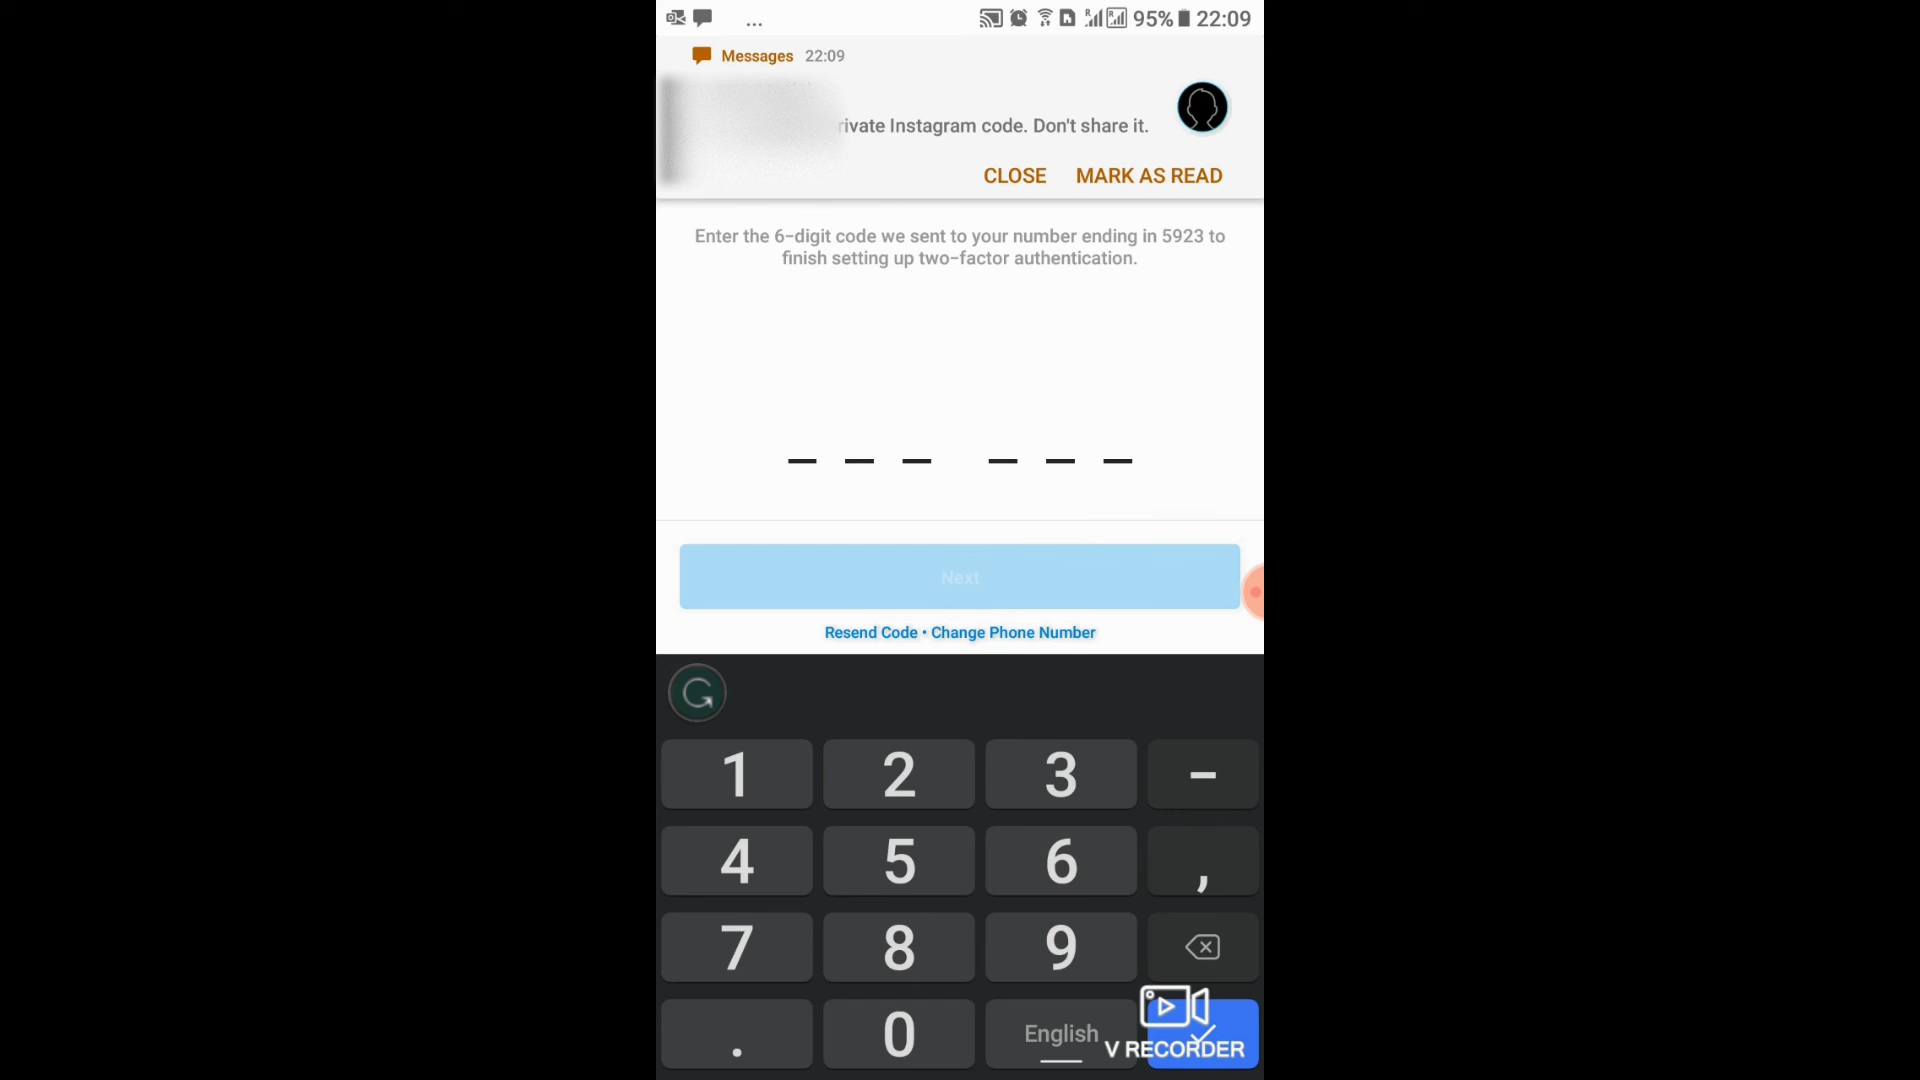 ... 95% 22:09
Messages 22:09
Instagram code. Don't share it.
CLOSE MARK AS READ
Enter the 6-digit code we sent to your number ending in 5923 to
finish setting up two-factor authentication.
Next
Resend Code • Change Phone Number
1 2 3 -
4 5 6 ,
7 8 9
. 0 English
V RECORDER